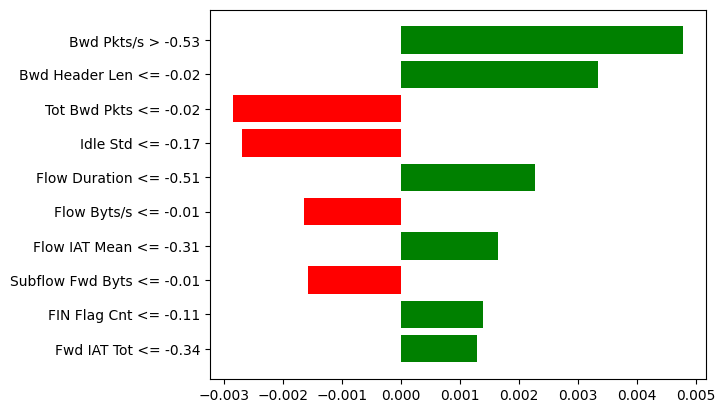 Bwd Pkts/s > -0.53
Bwd Header Len <= -0.02
Tot Bwd Pkts <= -0.02
Idle Std <= -0.17
Flow Duration <= -0.51
Flow Byts/s <= -0.01
Flow IAT Mean <= -0.31
Subflow Fwd Byts <= -0.01
FIN Flag Cnt <= -0.11
Fwd IAT Tot <= -0.34
−0.003 −0.002 −0.001 0.000 0.001 0.002 0.003 0.004 0.005